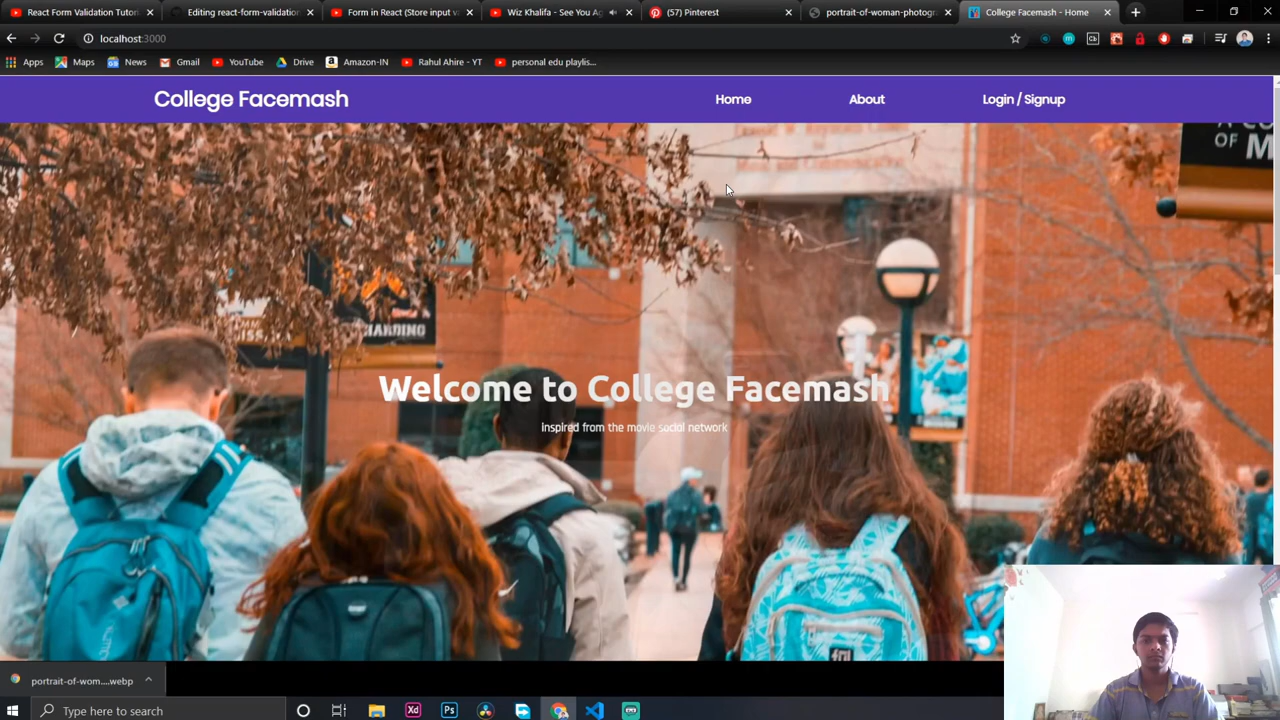 React Form Validation Tutori
Editing react-form-validation
Form in React (Store input v
Wiz Khalifa - See You Ag
(57) Pinterest
portrait-of-woman-photogr
College Facemash - Home
localhost:3000
Apps
Maps
News
Gmail
YouTube
Drive
Amazon-IN
Rahul Ahire - YT
personal edu playlis...
College Facemash
Home
About
Login / Signup
OF M
HARDING
Welcome to College Facemash
inspired from the movie social network
portrait-of-wom....webp
Type here to search